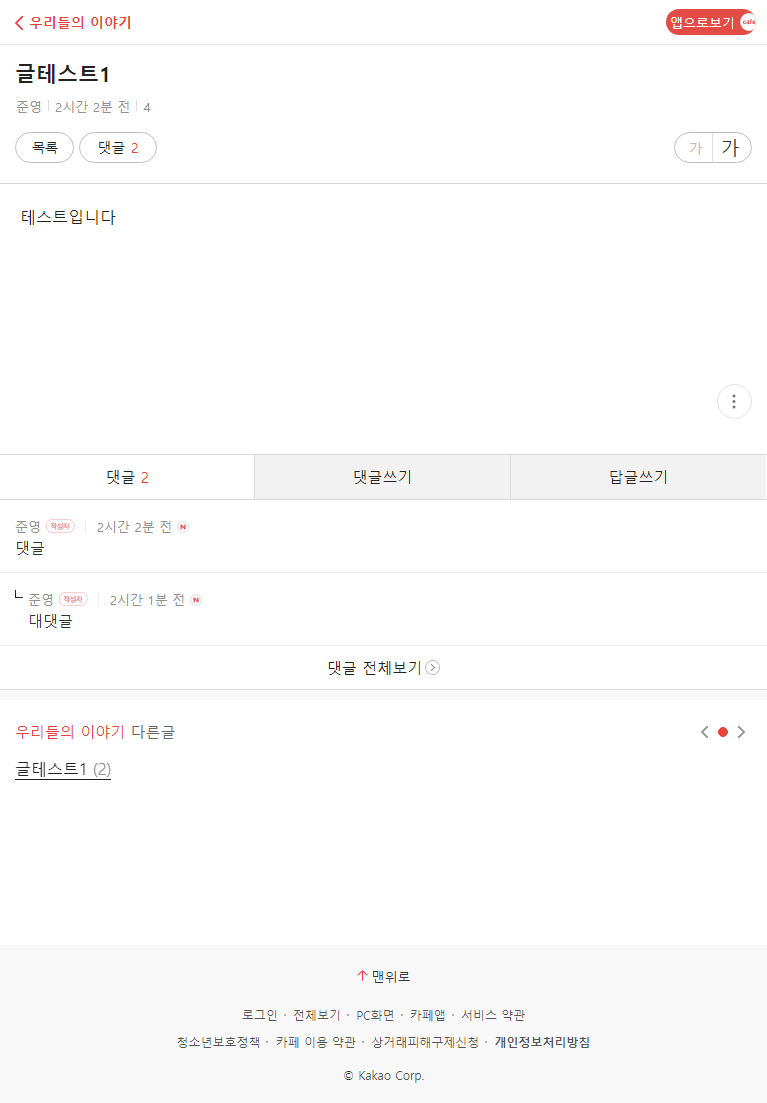 우리들의 이야기
앱으로보기 cafe
글테스트1
준영 2시간 2분 전 4
목록 댓글 2 가 가
테스트입니다
댓글 2 댓글쓰기 답글쓰기
준영 작성자 2시간 2분 전 N
댓글
준영 작성자 2시간 1분 전 N
대댓글
댓글 전체보기
우리들의 이야기 다른글
글테스트1 (2)
맨위로
로그인 · 전체보기 · PC화면 · 카페앱 · 서비스 약관
청소년보호정책 · 카페 이용 약관 · 상거래피해구제신청 · 개인정보처리방침
© Kakao Corp.